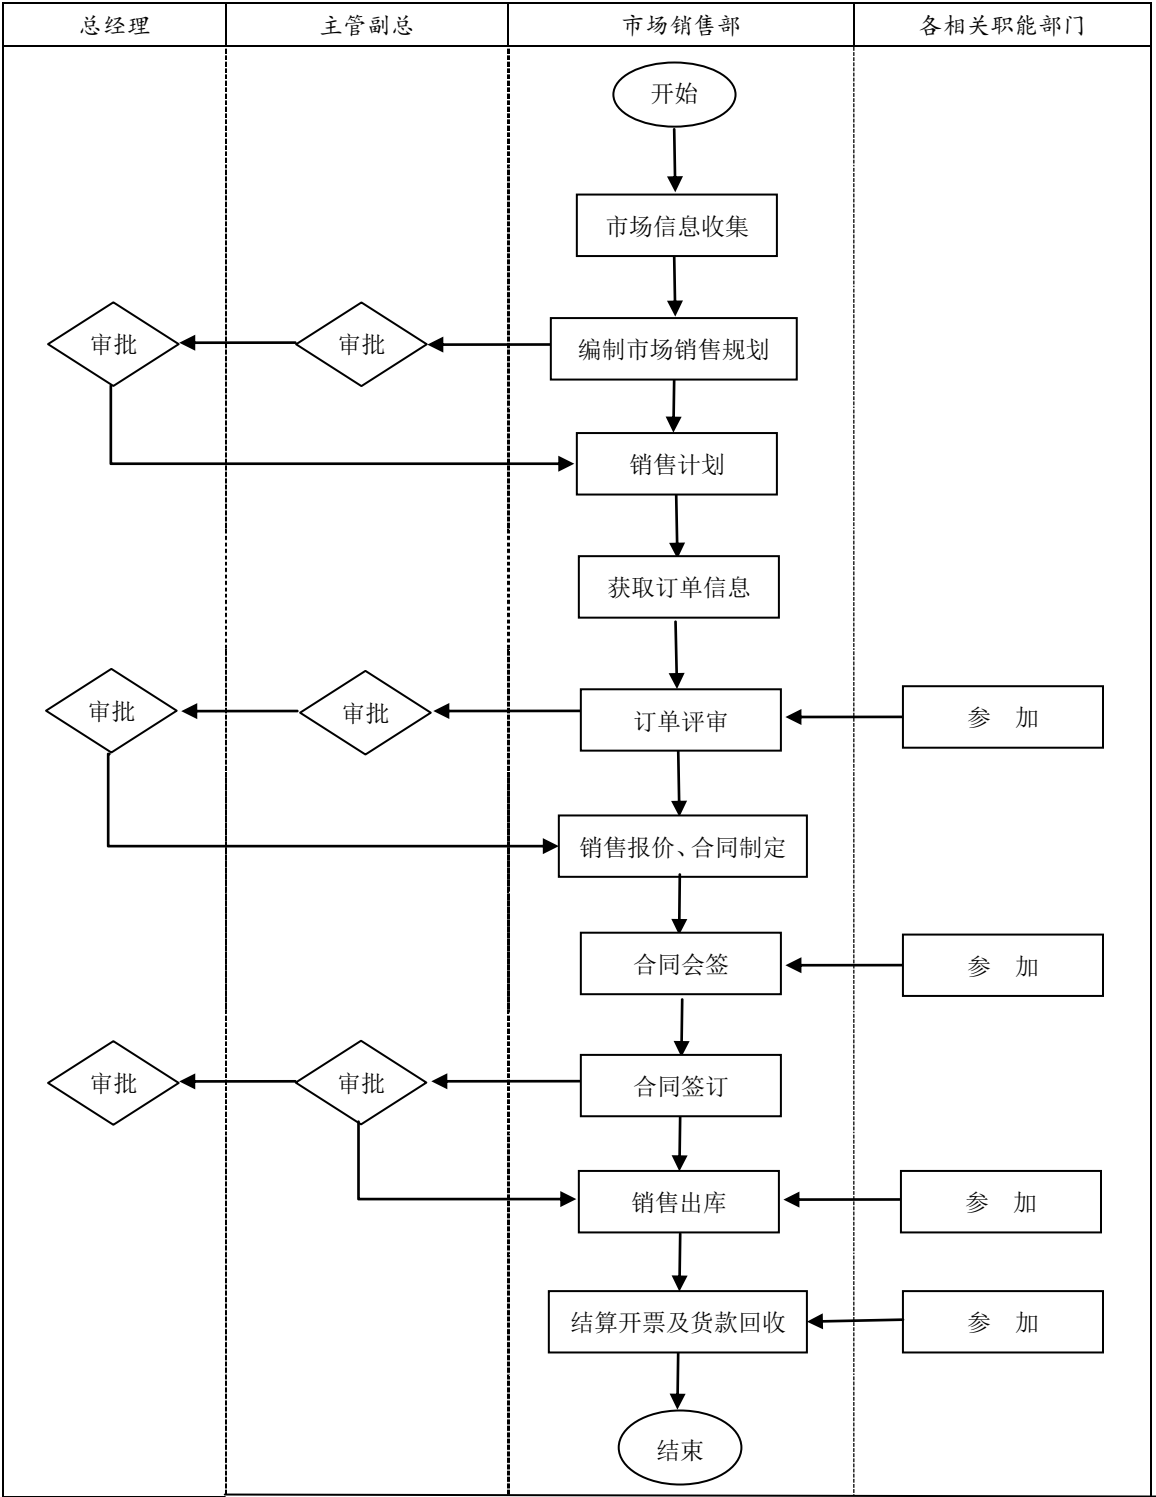 总经理 主管副总 市场销售部 各相关职能部门
开始
市场信息收集
审批 审批 编制市场销售规划
销售计划
获取订单信息
审批 审批 订单评审 参 加
销售报价、合同制定
合同会签 参 加
审批 审批 合同签订
销售出库 参 加
结算开票及货款回收 参 加
结束